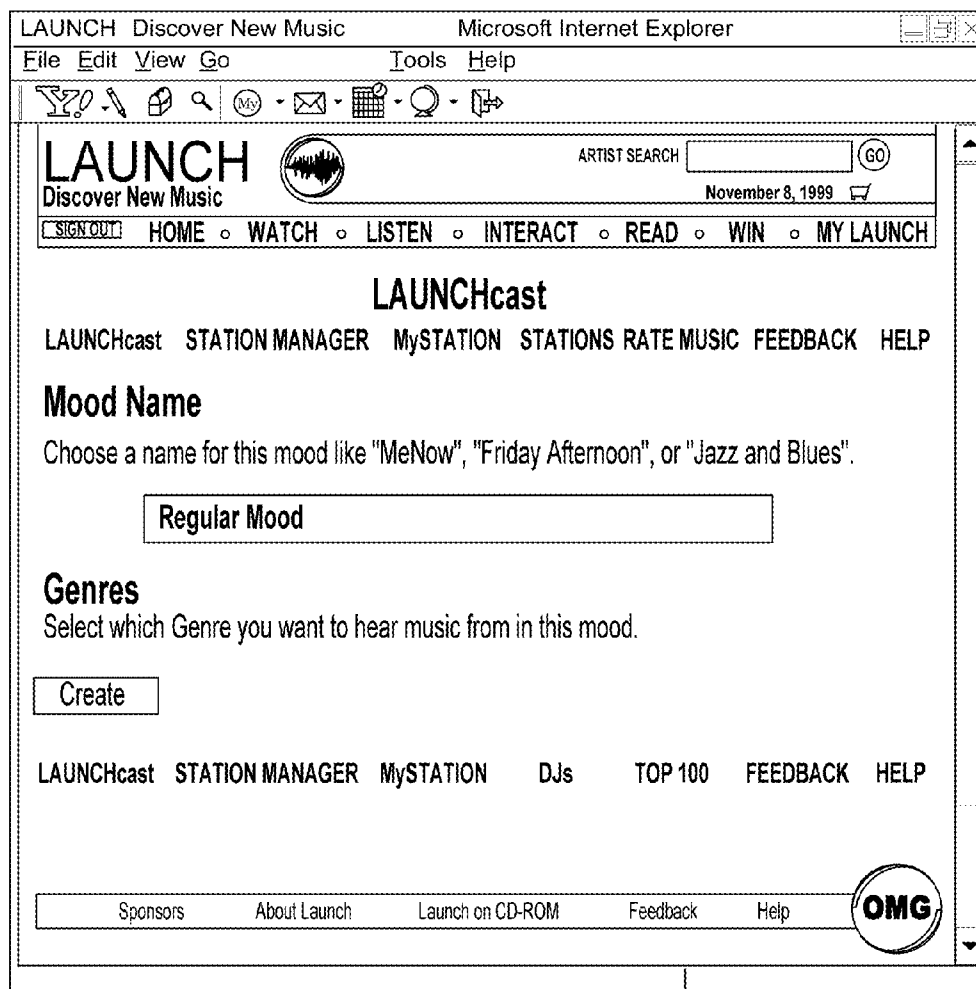 LAUNCH Discover New Music Microsoft Internet Explorer
File Edit View Go Tools Help
Y! My
LAUNCH
Discover New Music
ARTIST SEARCH GO
November 8, 1999
SIGN OUT HOME o WATCH o LISTEN o INTERACT o READ o WIN o MY LAUNCH
LAUNCHcast
LAUNCHcast STATION MANAGER MySTATION STATIONS RATE MUSIC FEEDBACK HELP
Mood Name
Choose a name for this mood like "MeNow", "Friday Afternoon", or "Jazz and Blues".
Regular Mood
Genres
Select which Genre you want to hear music from in this mood.
Create
LAUNCHcast STATION MANAGER MySTATION DJs TOP 100 FEEDBACK HELP
Sponsors About Launch Launch on CD-ROM Feedback Help OMG